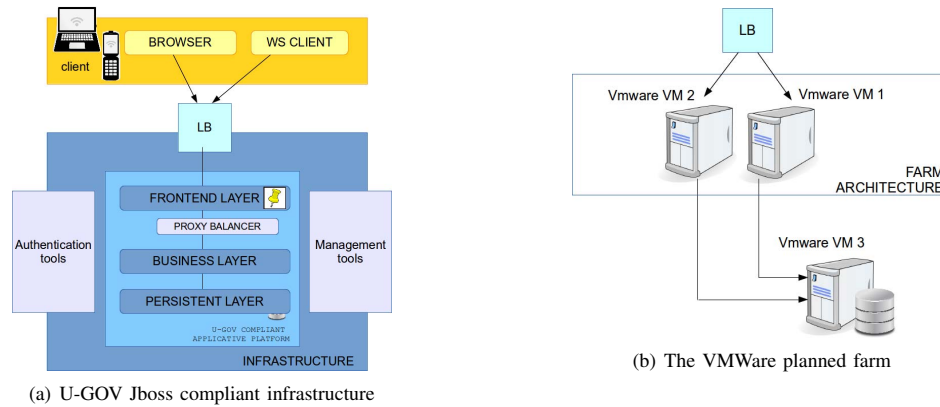 BROWSER
WS CLIENT
client
LB
FRONTEND LAYER
PROXY BALANCER
Authentication
tools
Management
tools
BUSINESS LAYER
PERSISTENT LAYER
U-GOV COMPLIANT
APPLICATIVE PLATFORM
INFRASTRUCTURE
(a) U-GOV Jboss compliant infrastructure
LB
Vmware VM 2
Vmware VM 1
FARM
ARCHITECTURE
Vmware VM 3
(b) The VMWare planned farm